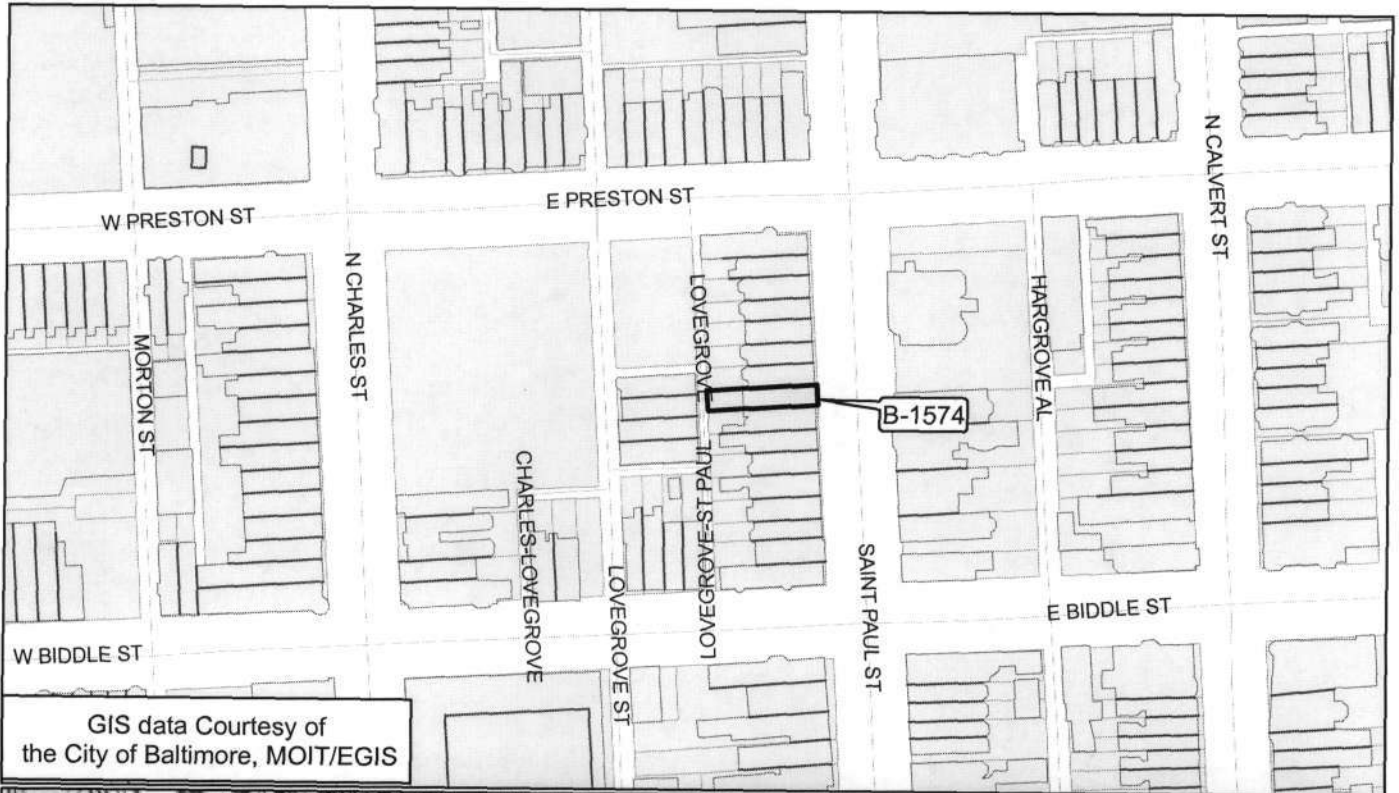 W PRESTON ST
E PRESTON ST
N CALVERT ST
N CHARLES ST
MORTON ST
LOVEGROVE-ST PAUL
LOVEGROVE
HARGROVE AL
B-1574
CHARLES-LOVEGROVE
LOVEGROVE ST
SAINT PAUL ST
E BIDDLE ST
W BIDDLE ST
GIS data Courtesy of
the City of Baltimore, MOIT/EGIS